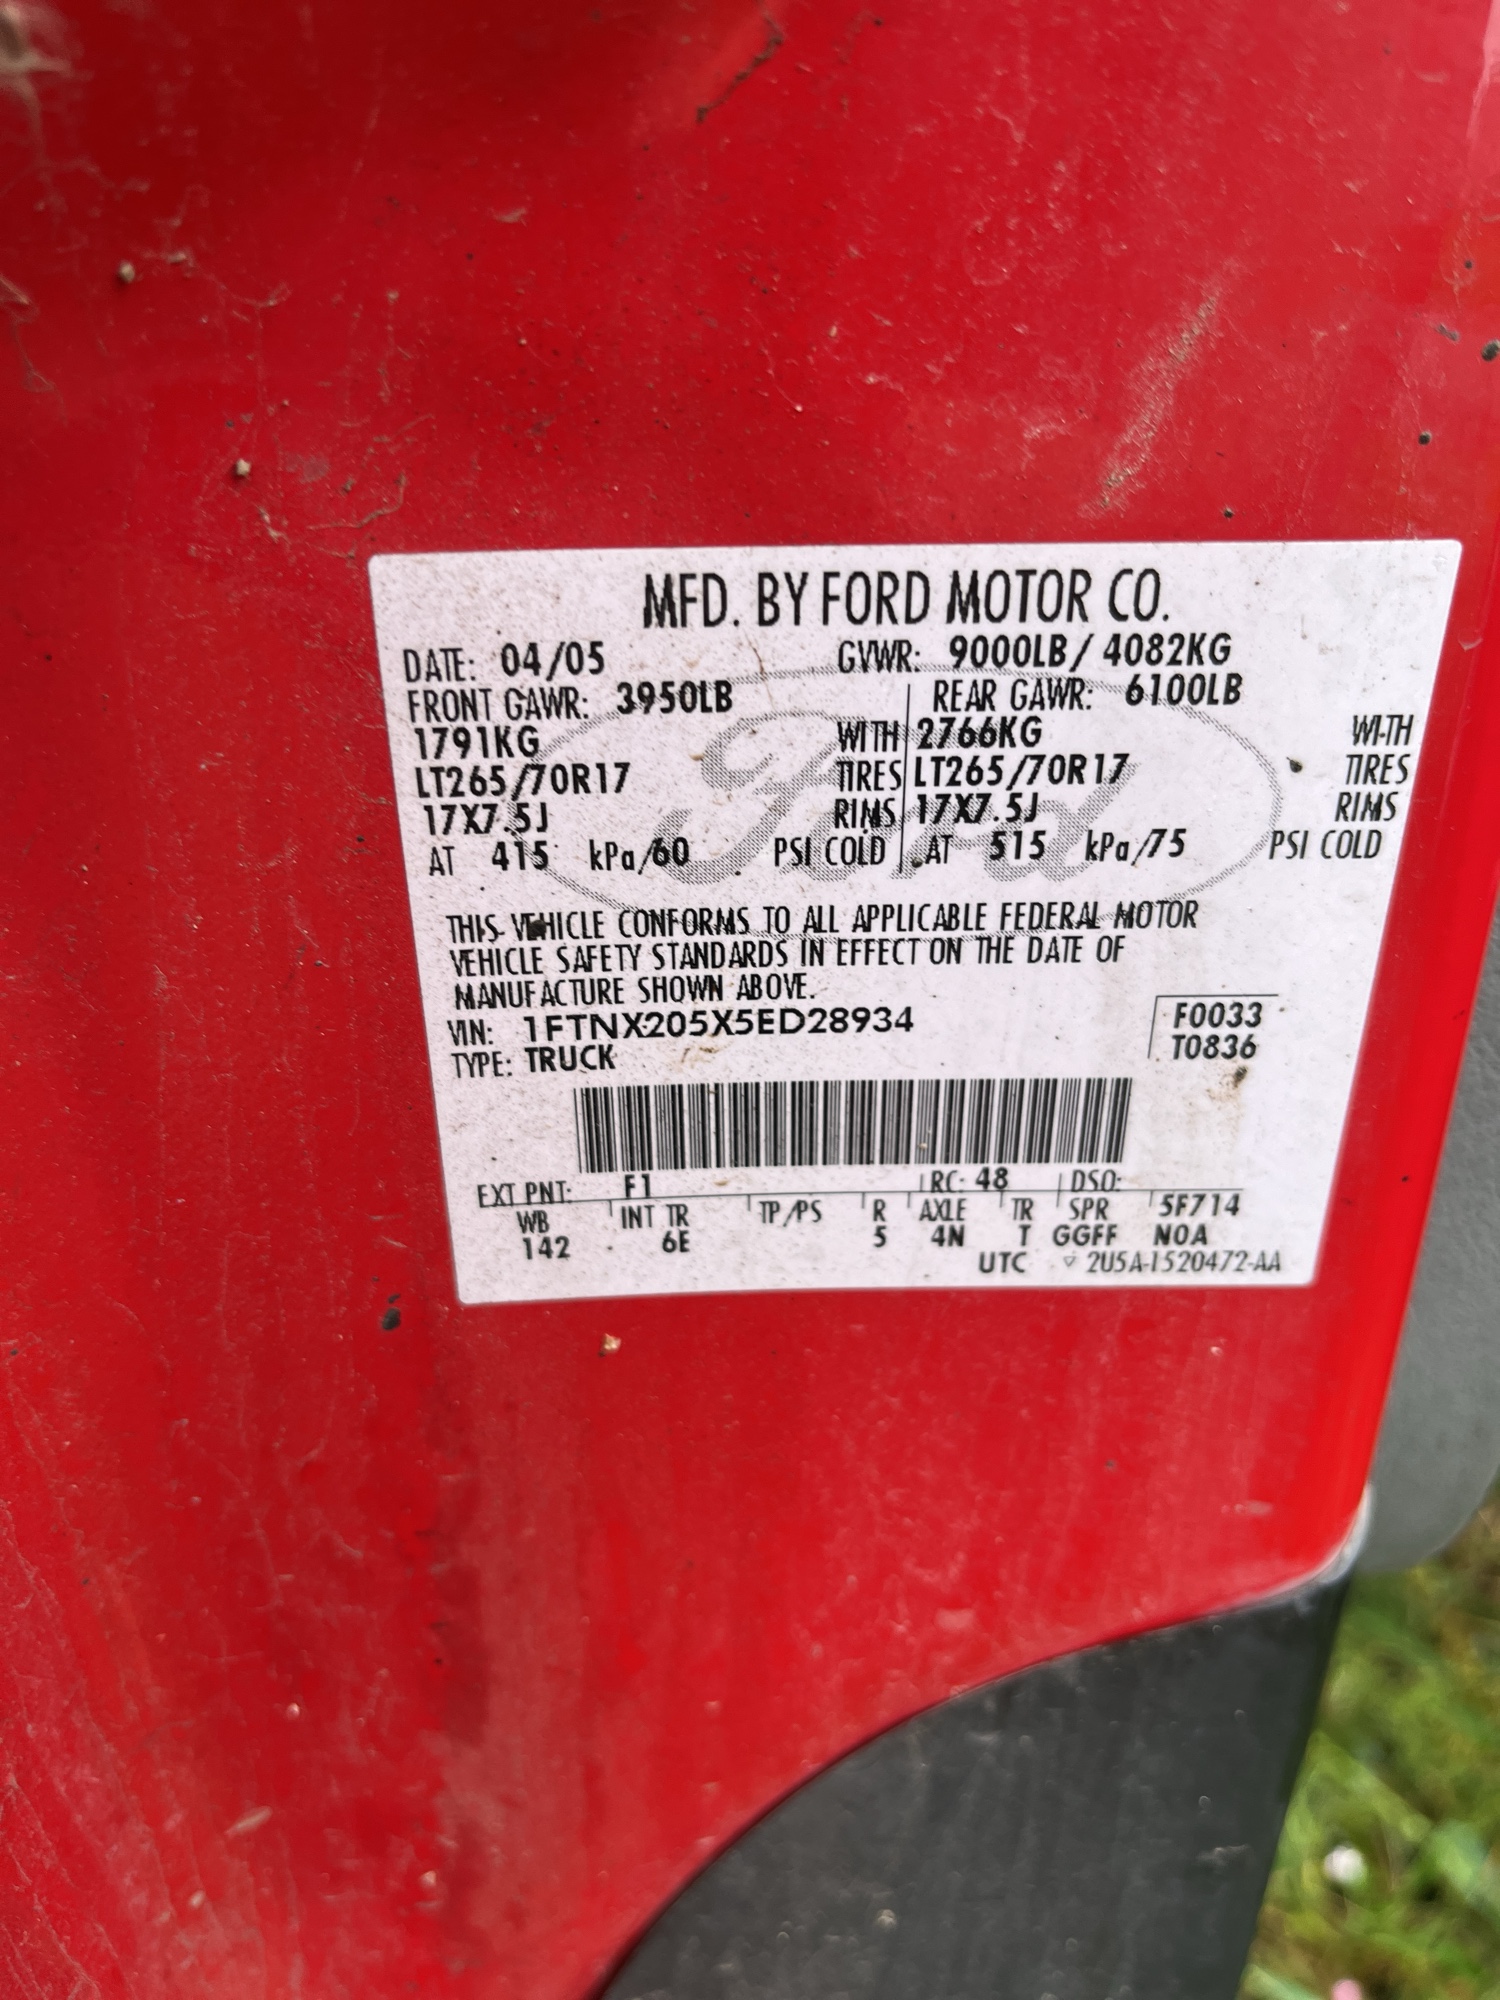 MFD. BY FORD MOTOR CO.
DATE: 04/05 GVWR: 9000LB/ 4082KG
FRONT GAWR: 3950LB REAR GAWR: 6100LB
1791KG WITH 2766KG WITH
LT265/70R17 TIRES LT265/70R17 TIRES
17X7.5J RIMS 17X7.5J RIMS
AT 415 kPa/60 PSI COLD AT 515 kPa/75 PSI COLD
Ford
THIS VEHICLE CONFORMS TO ALL APPLICABLE FEDERAL MOTOR
VEHICLE SAFETY STANDARDS IN EFFECT ON THE DATE OF
MANUFACTURE SHOWN ABOVE.
VIN: 1FTNX205X5ED28934 F0033
TYPE: TRUCK T0836
EXT PNT: F1 RC: 48 DSO:
WB INT TR TP/PS R AXLE TR SPR 5F714
142 6E 5 4N T GGFF NOA
UTC ▽ 2U5A-1520472-AA